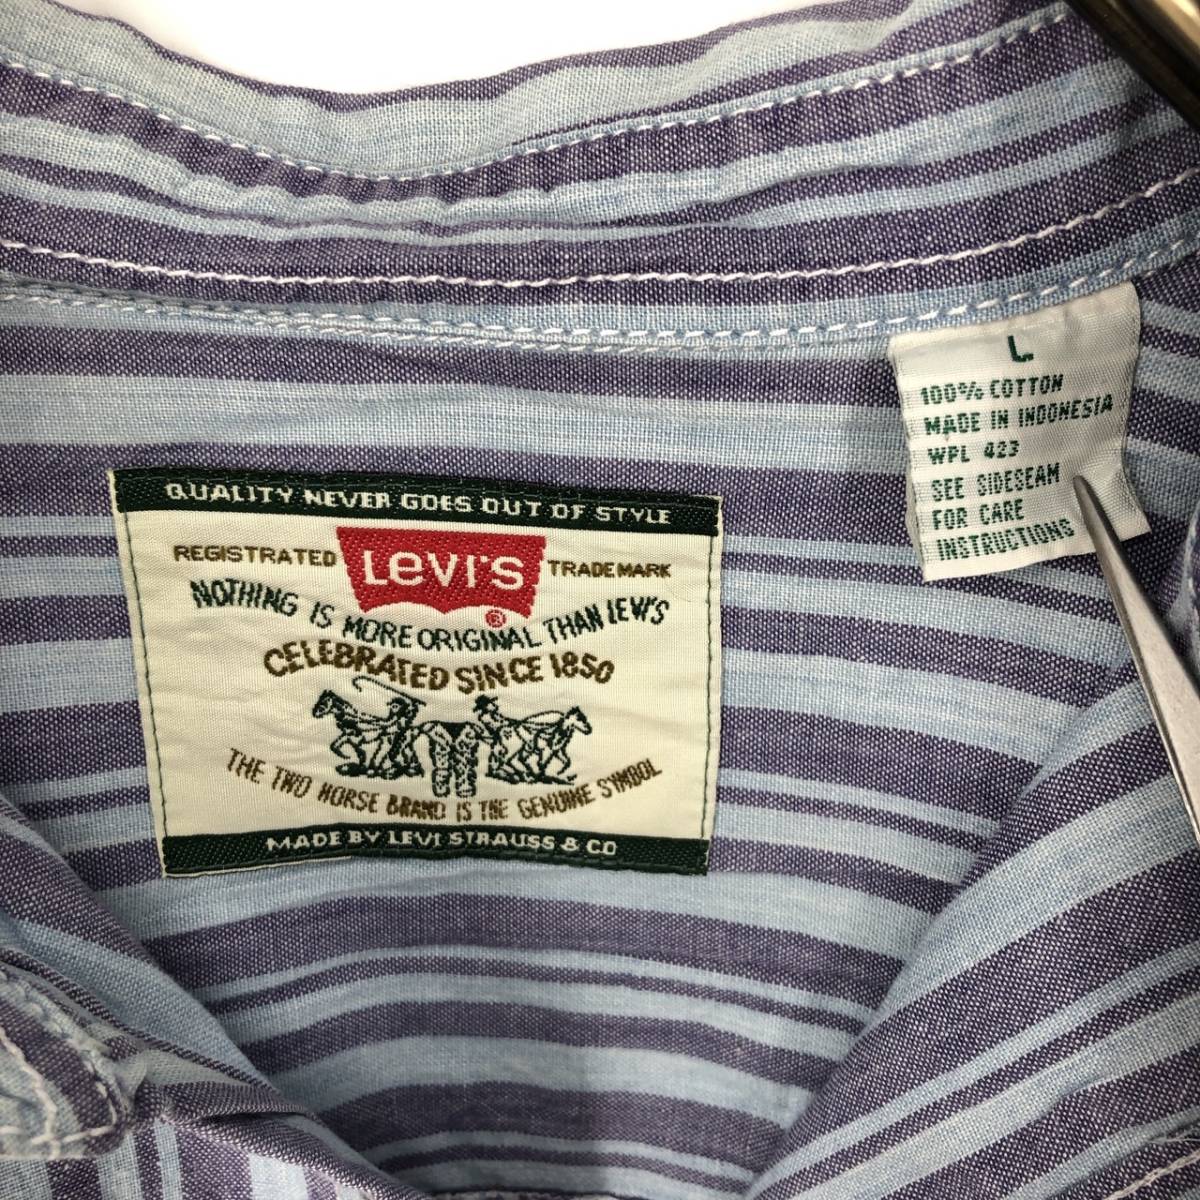 QUALITY NEVER GOES OUT OF STYLE
REGISTRATED LEVI'S ® TRADEMARK
NOTHING IS MORE ORIGINAL THAN LEVI'S
CELEBRATED SINCE 1850
THE TWO HORSE BRAND IS THE GENUINE SYMBOL
MADE BY LEVI STRAUSS & CO
L
100% COTTON
MADE IN INDONESIA
WPL 423
SEE SIDESEAM
FOR CARE
INSTRUCTIONS